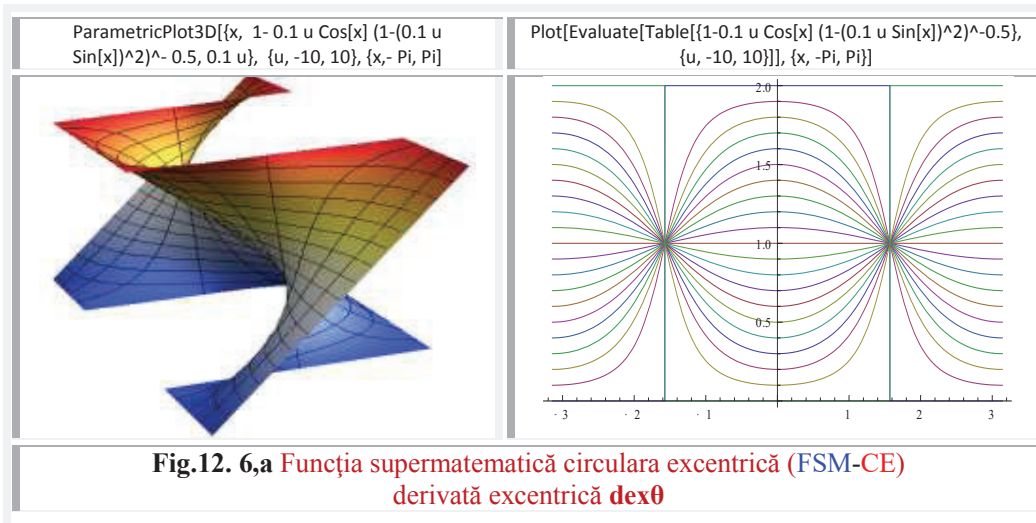 ParametricPlot3D[{x, 1- 0.1 u Cos[x] (1-(0.1 u
Sin[x])^2)^- 0.5, 0.1 u}, {u, -10, 10}, {x,- Pi, Pi]
Plot[Evaluate[Table[{1-0.1 u Cos[x] (1-(0.1 u Sin[x])^2)^-0.5},
{u, -10, 10}]], {x, -Pi, Pi}]
2.0
1.5
1.0
0.5
· 3 · 2 · 1 1 2 3
Fig.12. 6,a Funcţia supermatematică circulara excentrică (FSM-CE)
derivată excentrică dexθ